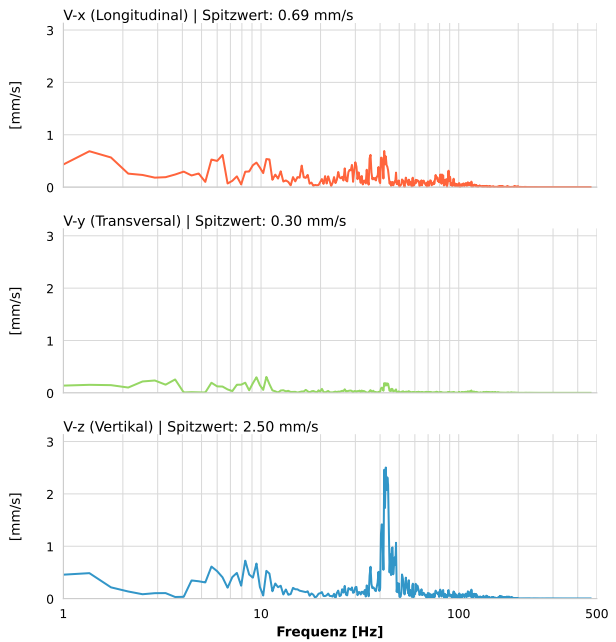 V-x (Longitudinal) | Spitzwert: 0.69 mm/s
3
2
1
0
[mm/s]
V-y (Transversal) | Spitzwert: 0.30 mm/s
3
2
1
0
[mm/s]
V-z (Vertikal) | Spitzwert: 2.50 mm/s
3
2
1
0
[mm/s]
1 10 100 500
Frequenz [Hz]